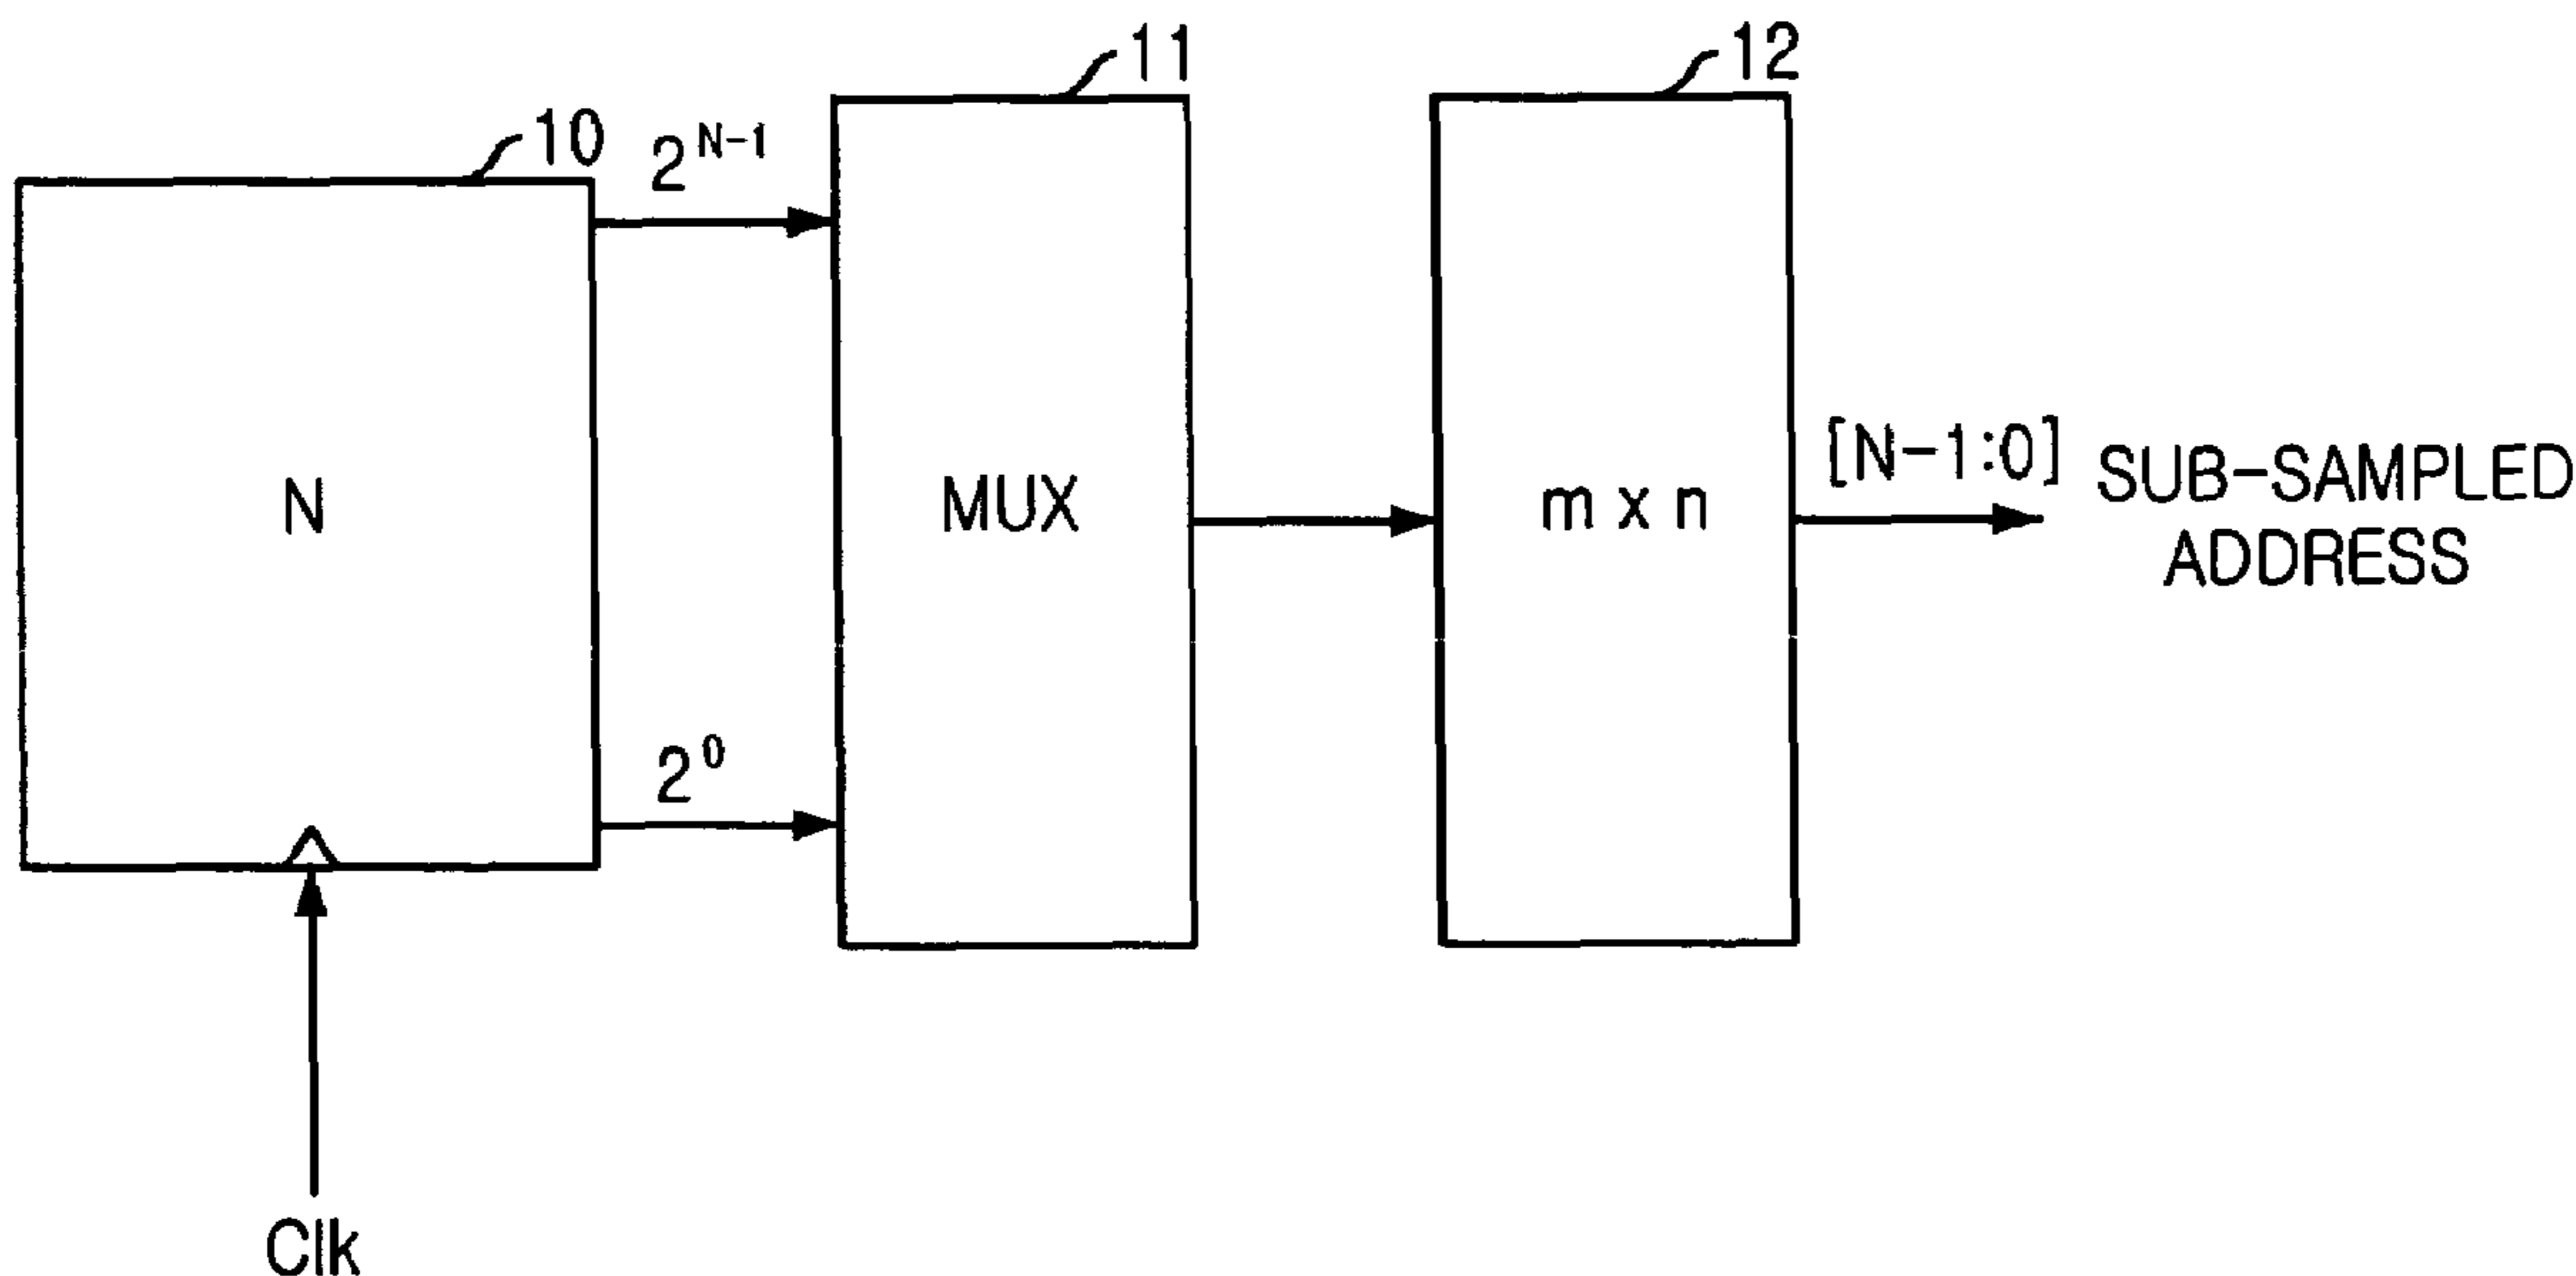 10
2^{N-1}
11
12
N
MUX
m x n
[N-1:0]
SUB-SAMPLED
ADDRESS
2^0
Clk